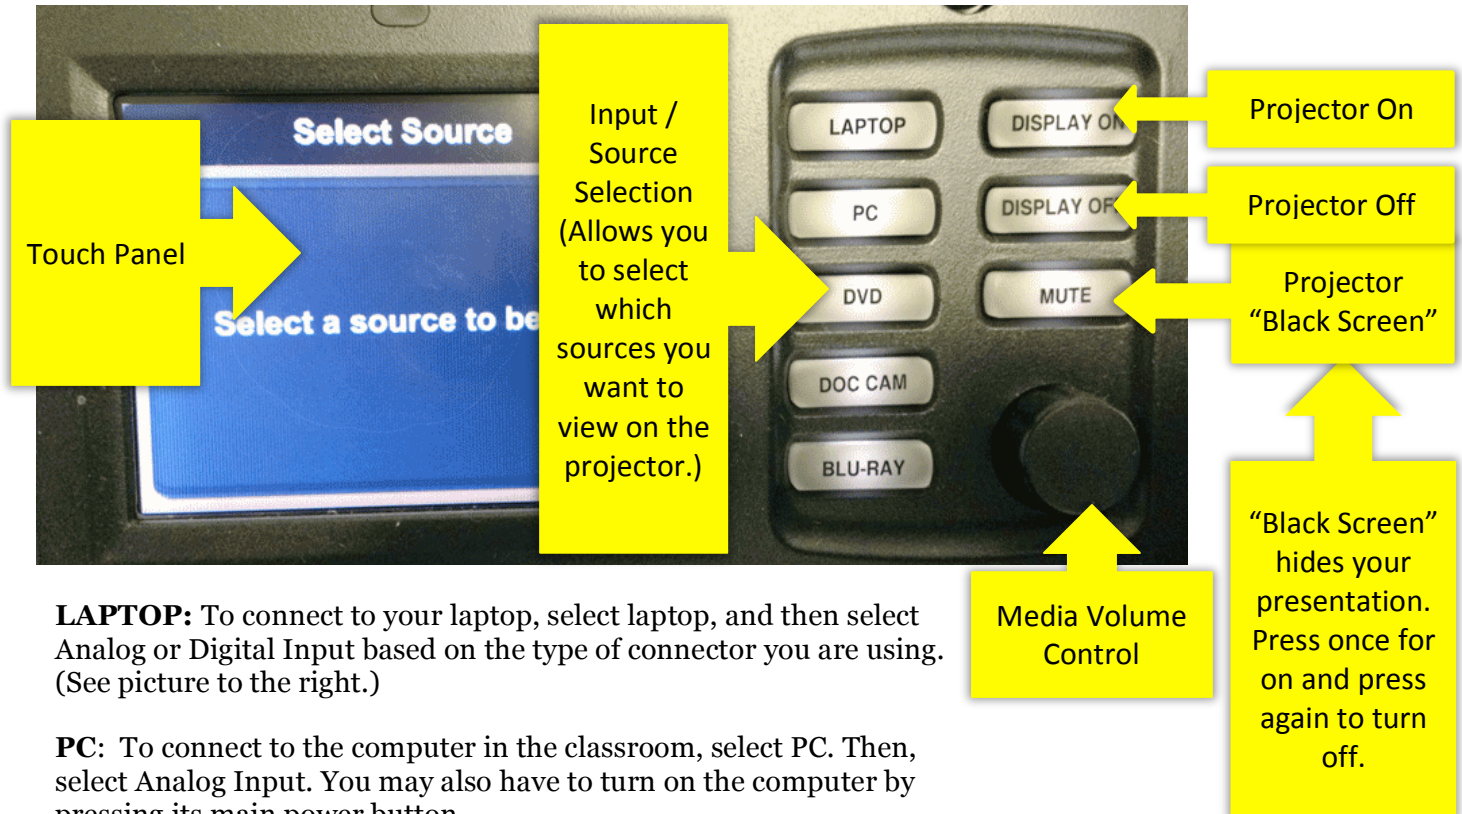 Touch Panel
Select Source
Select a source to be
Input /
Source
Selection
(Allows you
to select
which
sources you
want to
view on the
projector.)
LAPTOP
PC
DVD
DOC CAM
BLU-RAY
DISPLAY ON
DISPLAY OF
MUTE
Projector On
Projector Off
Projector
“Black Screen”
“Black Screen”
hides your
presentation.
Press once for
on and press
again to turn
off.
Media Volume
Control
LAPTOP: To connect to your laptop, select laptop, and then select
Analog or Digital Input based on the type of connector you are using.
(See picture to the right.)
PC:  To connect to the computer in the classroom, select PC. Then,
select Analog Input. You may also have to turn on the computer by
pressing its main power button